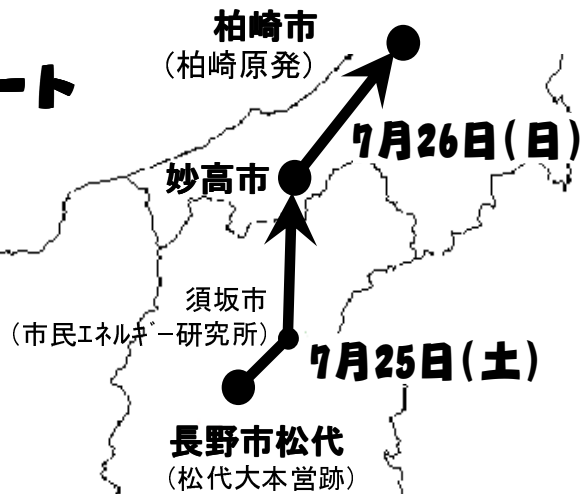 柏崎市
(柏崎原発)
ート
7月26日(日)
妙高市
須坂市
(市民エネルギー研究所)
7月25日(土)
長野市松代
(松代大本営跡)